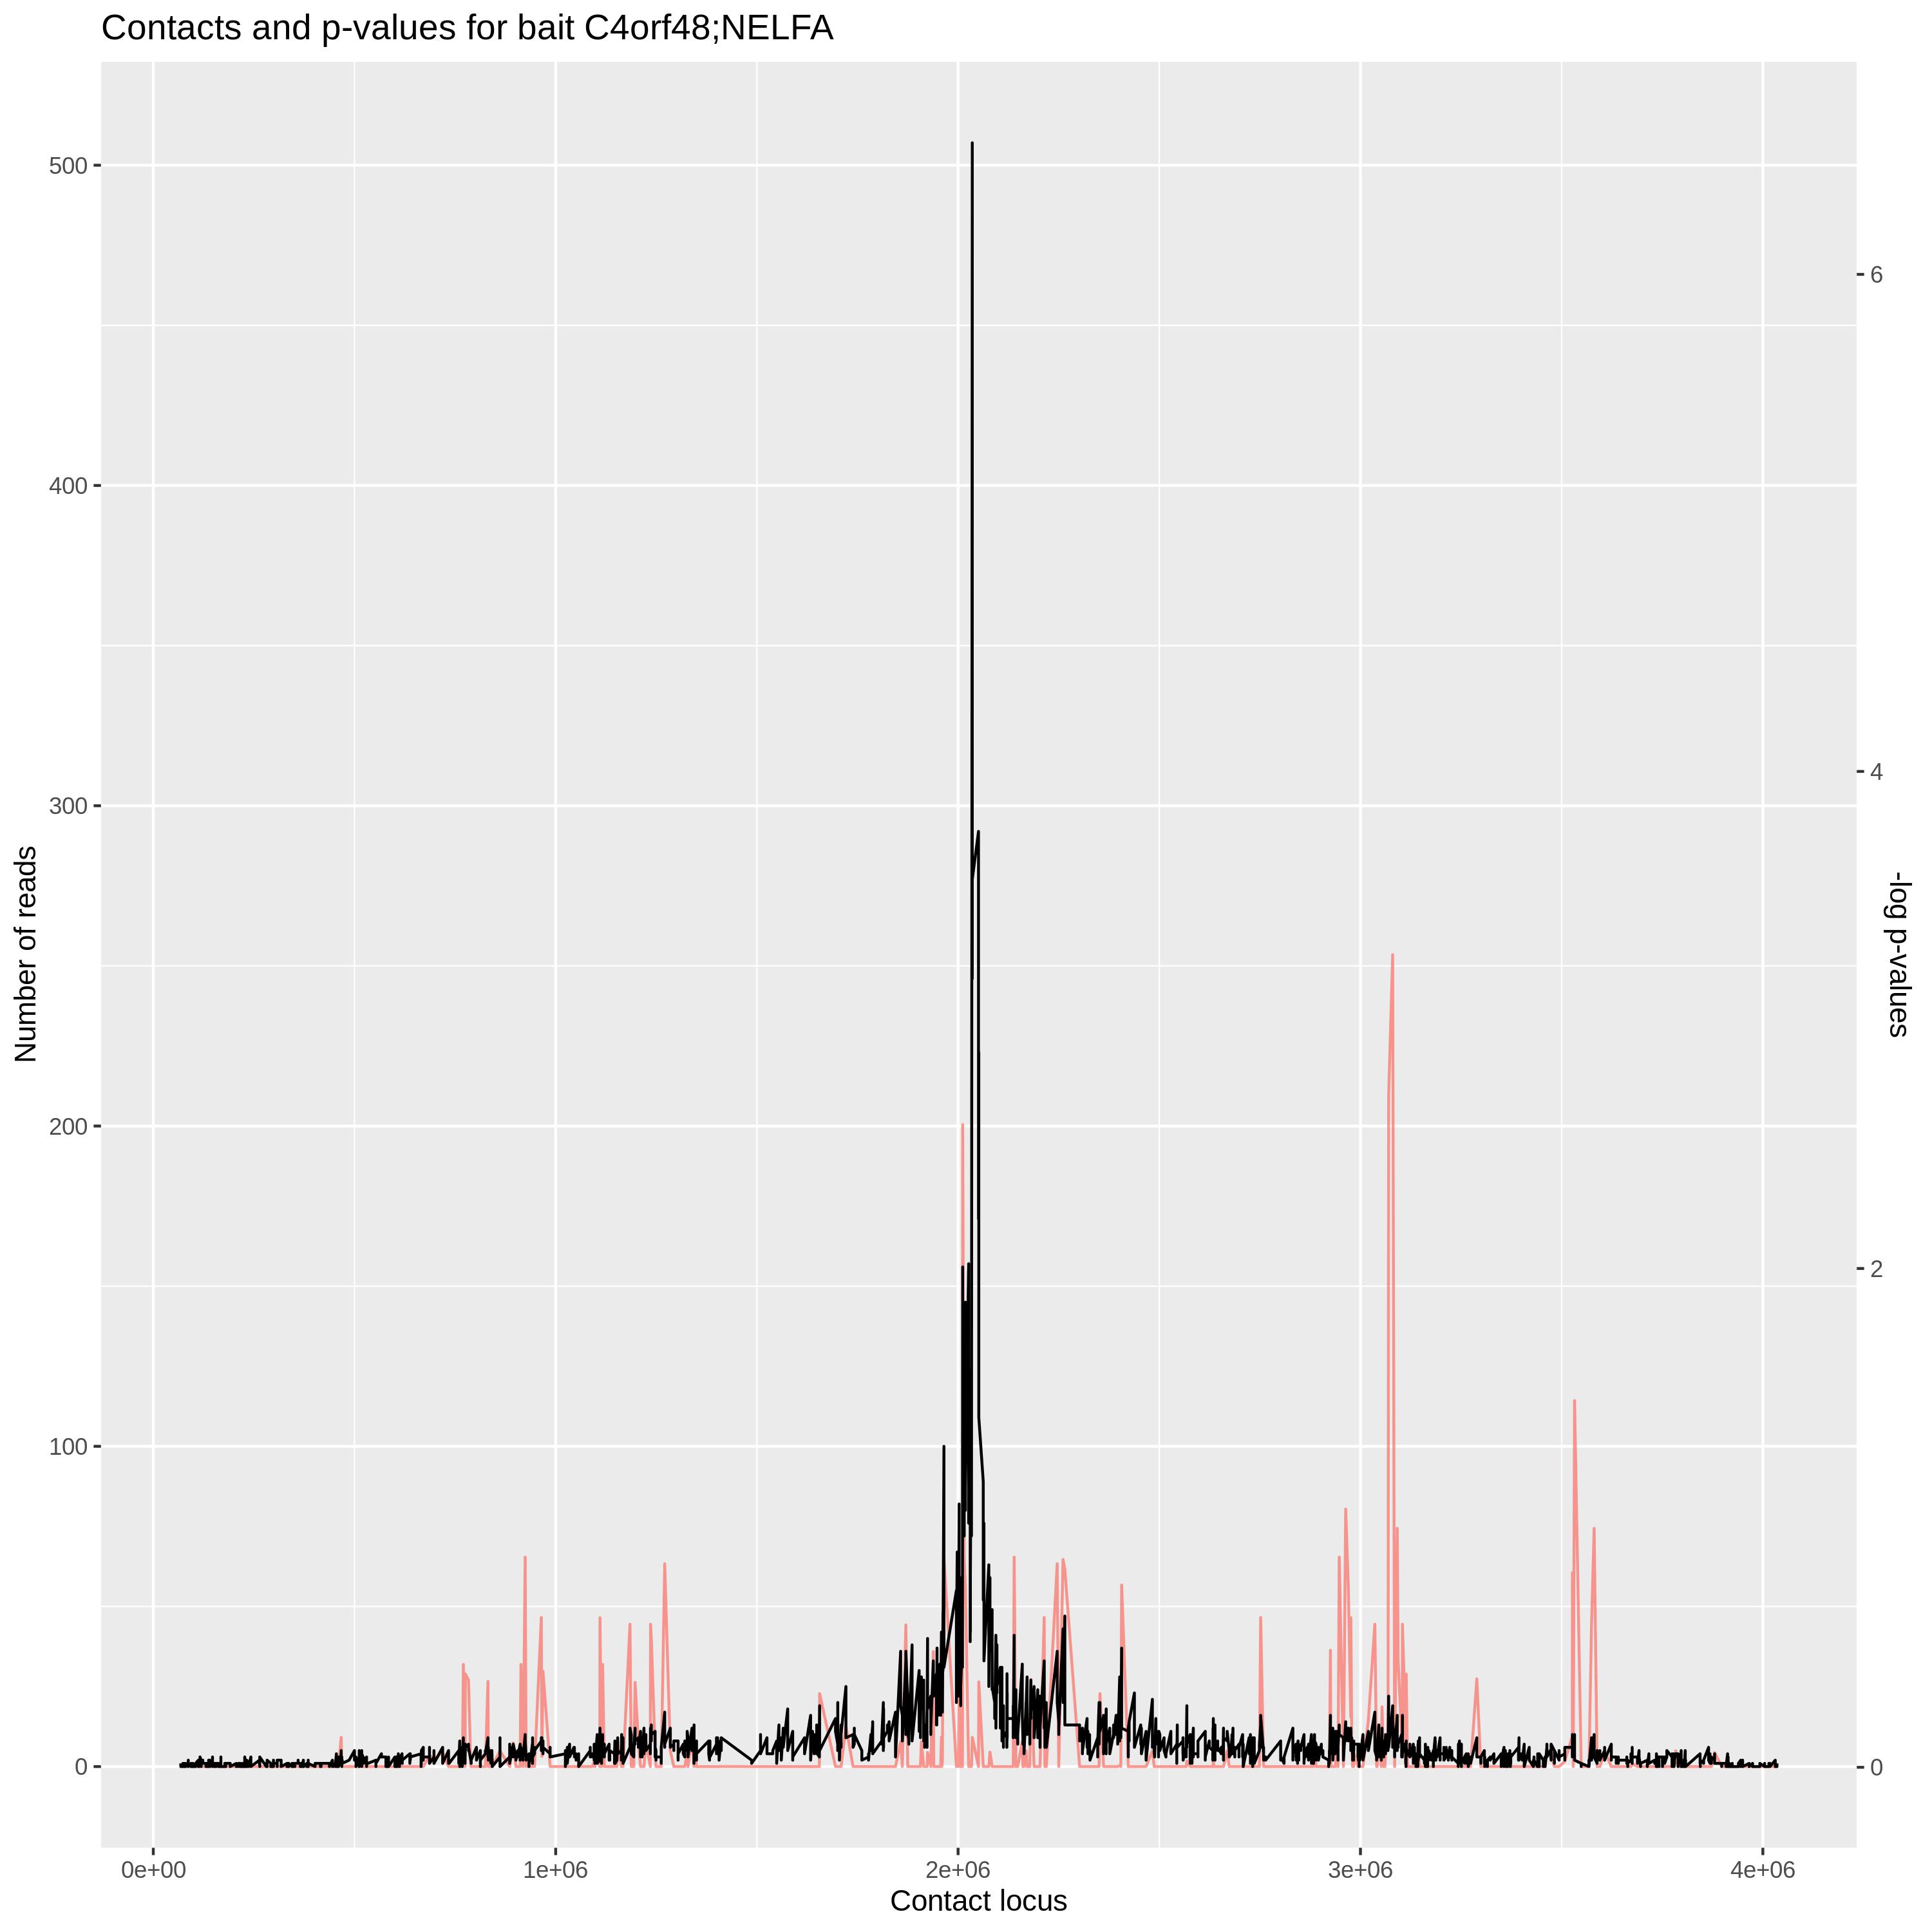 Contacts and p-values for bait C4orf48;NELFA
Number of reads
500
400
300
200
100
0
6
4
2
0
-log p-values
0e+00 1e+06 2e+06 3e+06 4e+06
Contact locus